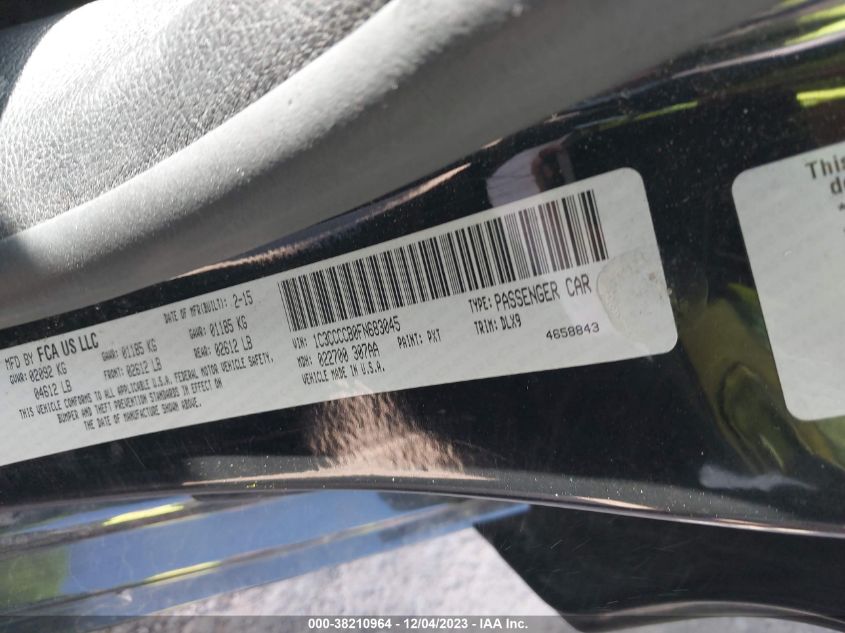 MFD BY FCA US LLC
DATE OF MFR(BUILT): 2-15
GVWR: 02092 KG
04612 LB
GAWR: 01185 KG
FRONT: 02612 LB
GAWR: 01185 KG
REAR: 02612 LB
THIS VEHICLE CONFORMS TO ALL APPLICABLE U.S.A. FEDERAL MOTOR VEHICLE SAFETY,
BUMPER AND THEFT PREVENTION STANDARDS IN EFFECT ON
THE DATE OF MANUFACTURE SHOWN ABOVE.
VIN: 1C3CCCCB0FN683045
TYPE: PASSENGER CAR
MDH: 022700 307AA
PAINT: PXT
TRIM: DLX9
VEHICLE MADE IN U.S.A.
4658843
This
000-38210964 - 12/04/2023 - IAA Inc.